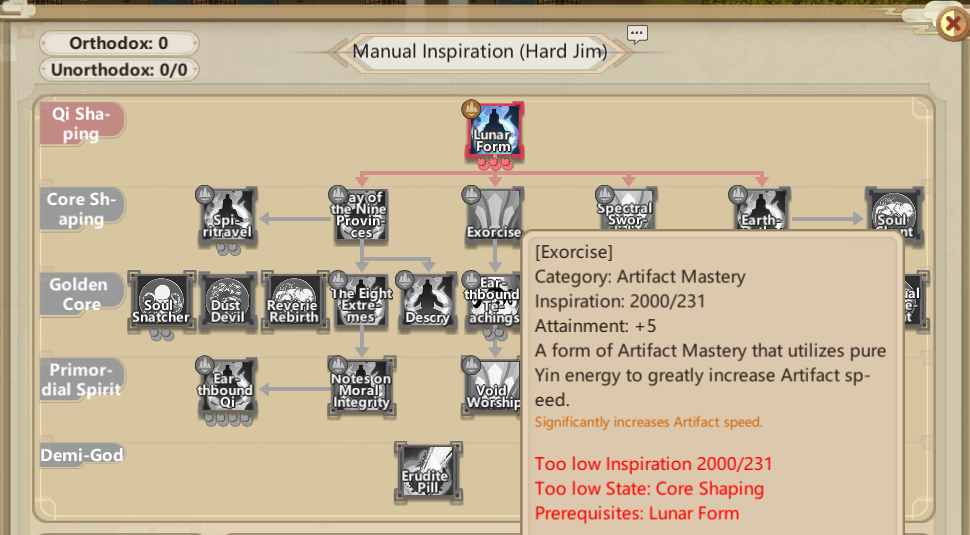 Orthodox: 0
Unorthodox: 0/0
Manual Inspiration (Hard Jim)
Qi Sha-
ping
Lunar
Form
Core Sh-
aping
Spi-
ritravel
ay of
the Nine
Provin-
ces
Exorcise
Spectral
Swor-
Earth-
Soul
Golden
Core
Soul
Snatcher
Dust
Devil
Reverie
Rebirth
The Eight
Extre-
mes
Descry
Ear-
thbound
achings
Primor-
dial Spirit
Ear-
thbound
Qi
Notes on
Moral
Integrity
Void
Worship
Demi-God
Erudite
Pill
[Exorcise]
Category: Artifact Mastery
Inspiration: 2000/231
Attainment: +5
A form of Artifact Mastery that utilizes pure
Yin energy to greatly increase Artifact sp-
eed.
Significantly increases Artifact speed.
Too low Inspiration 2000/231
Too low State: Core Shaping
Prerequisites: Lunar Form